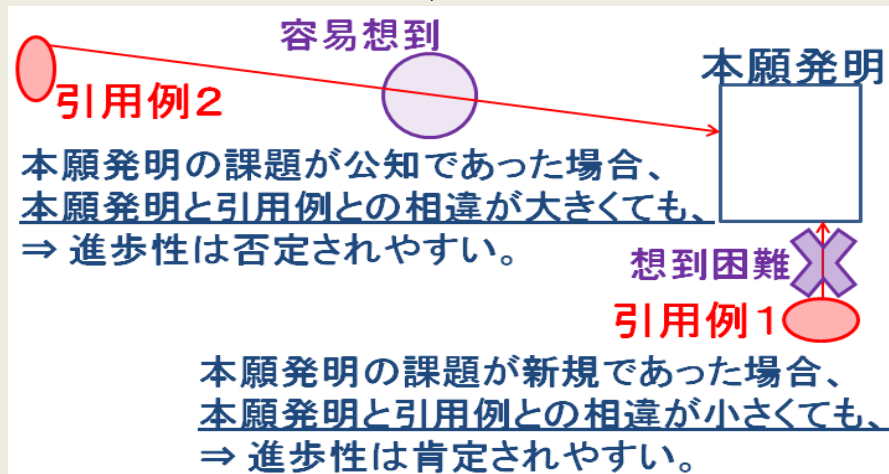 容易想到
本願発明
引用例2
本願発明の課題が公知であった場合、
本願発明と引用例との相違が大きくても、
⇒ 進歩性は否定されやすい。
想到困難
引用例1
本願発明の課題が新規であった場合、
本願発明と引用例との相違が小さくても、
⇒ 進歩性は肯定されやすい。